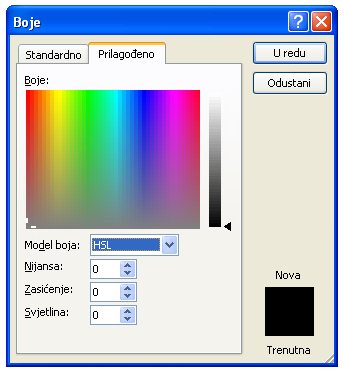 Boje
Standardno Prilagođeno
U redu
Odustani
Boje:
Model boja: HSL
Nijansa: 0
Zasićenje: 0
Svjetlina: 0
Nova
Trenutna